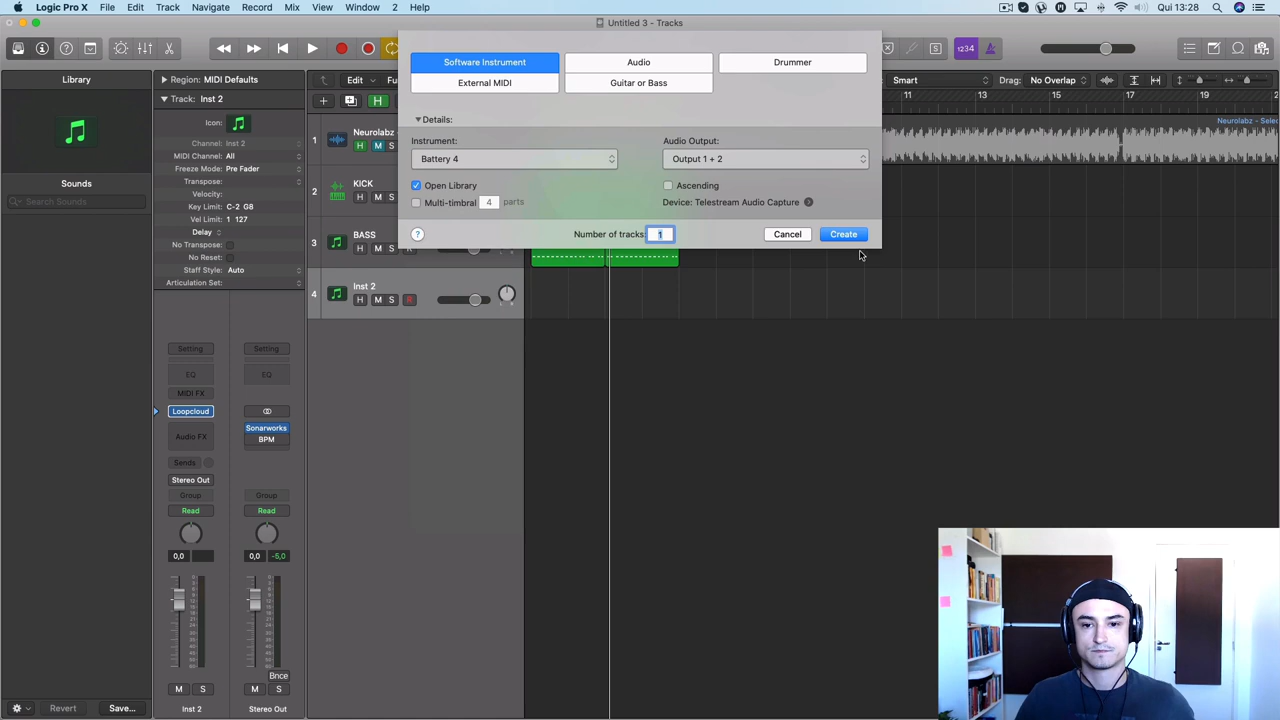 Logic Pro X File Edit Track Navigate Record Mix View Window 2 Help Qui 13:28
Untitled 3 - Tracks
1234
Library
Region: MIDI Defaults
Track: Inst 2
Icon:
Channel: Inst 2
MIDI Channel: All
Freeze Mode: Pre Fader
Transpose:
Velocity:
Key Limit: C-2 G8
Vel Limit: 1 127
Delay
No Transpose:
No Reset:
Staff Style: Auto
Articulation Set:
Sounds
Search Sounds
Edit
Smart
Drag: No Overlap
11 13 15 17 19
1 Neurolabz
H M S
2 KICK
H M S
3 BASS
H M S
4 Inst 2
H M S R
Neurolabz - Selec
Software Instrument Audio Drummer
External MIDI Guitar or Bass
Details:
Instrument: Audio Output:
Battery 4 Output 1 + 2
Open Library Ascending
Multi-timbral 4 parts Device: Telestream Audio Capture
? Number of tracks: 1 Cancel Create
Setting Setting
EQ EQ
MIDI FX
Loopcloud
Sonarworks
BPM
Audio FX
Sends
Stereo Out
Group Group
Read Read
0,0 0,0 -5,0
Bnce
M S M S
Inst 2 Stereo Out
Revert Save...